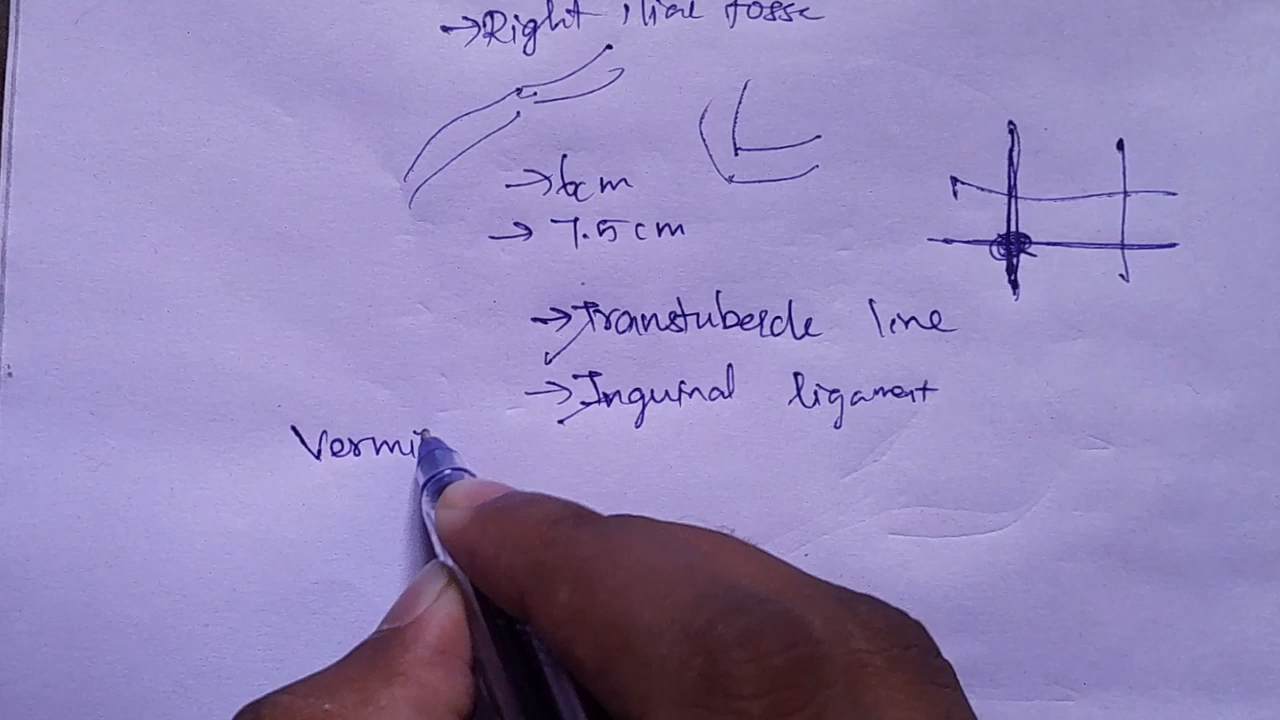 →Right iliac fossa
→6cm
→ 7.5cm
→Transtubercle line
→Inguinal ligament
Vermi